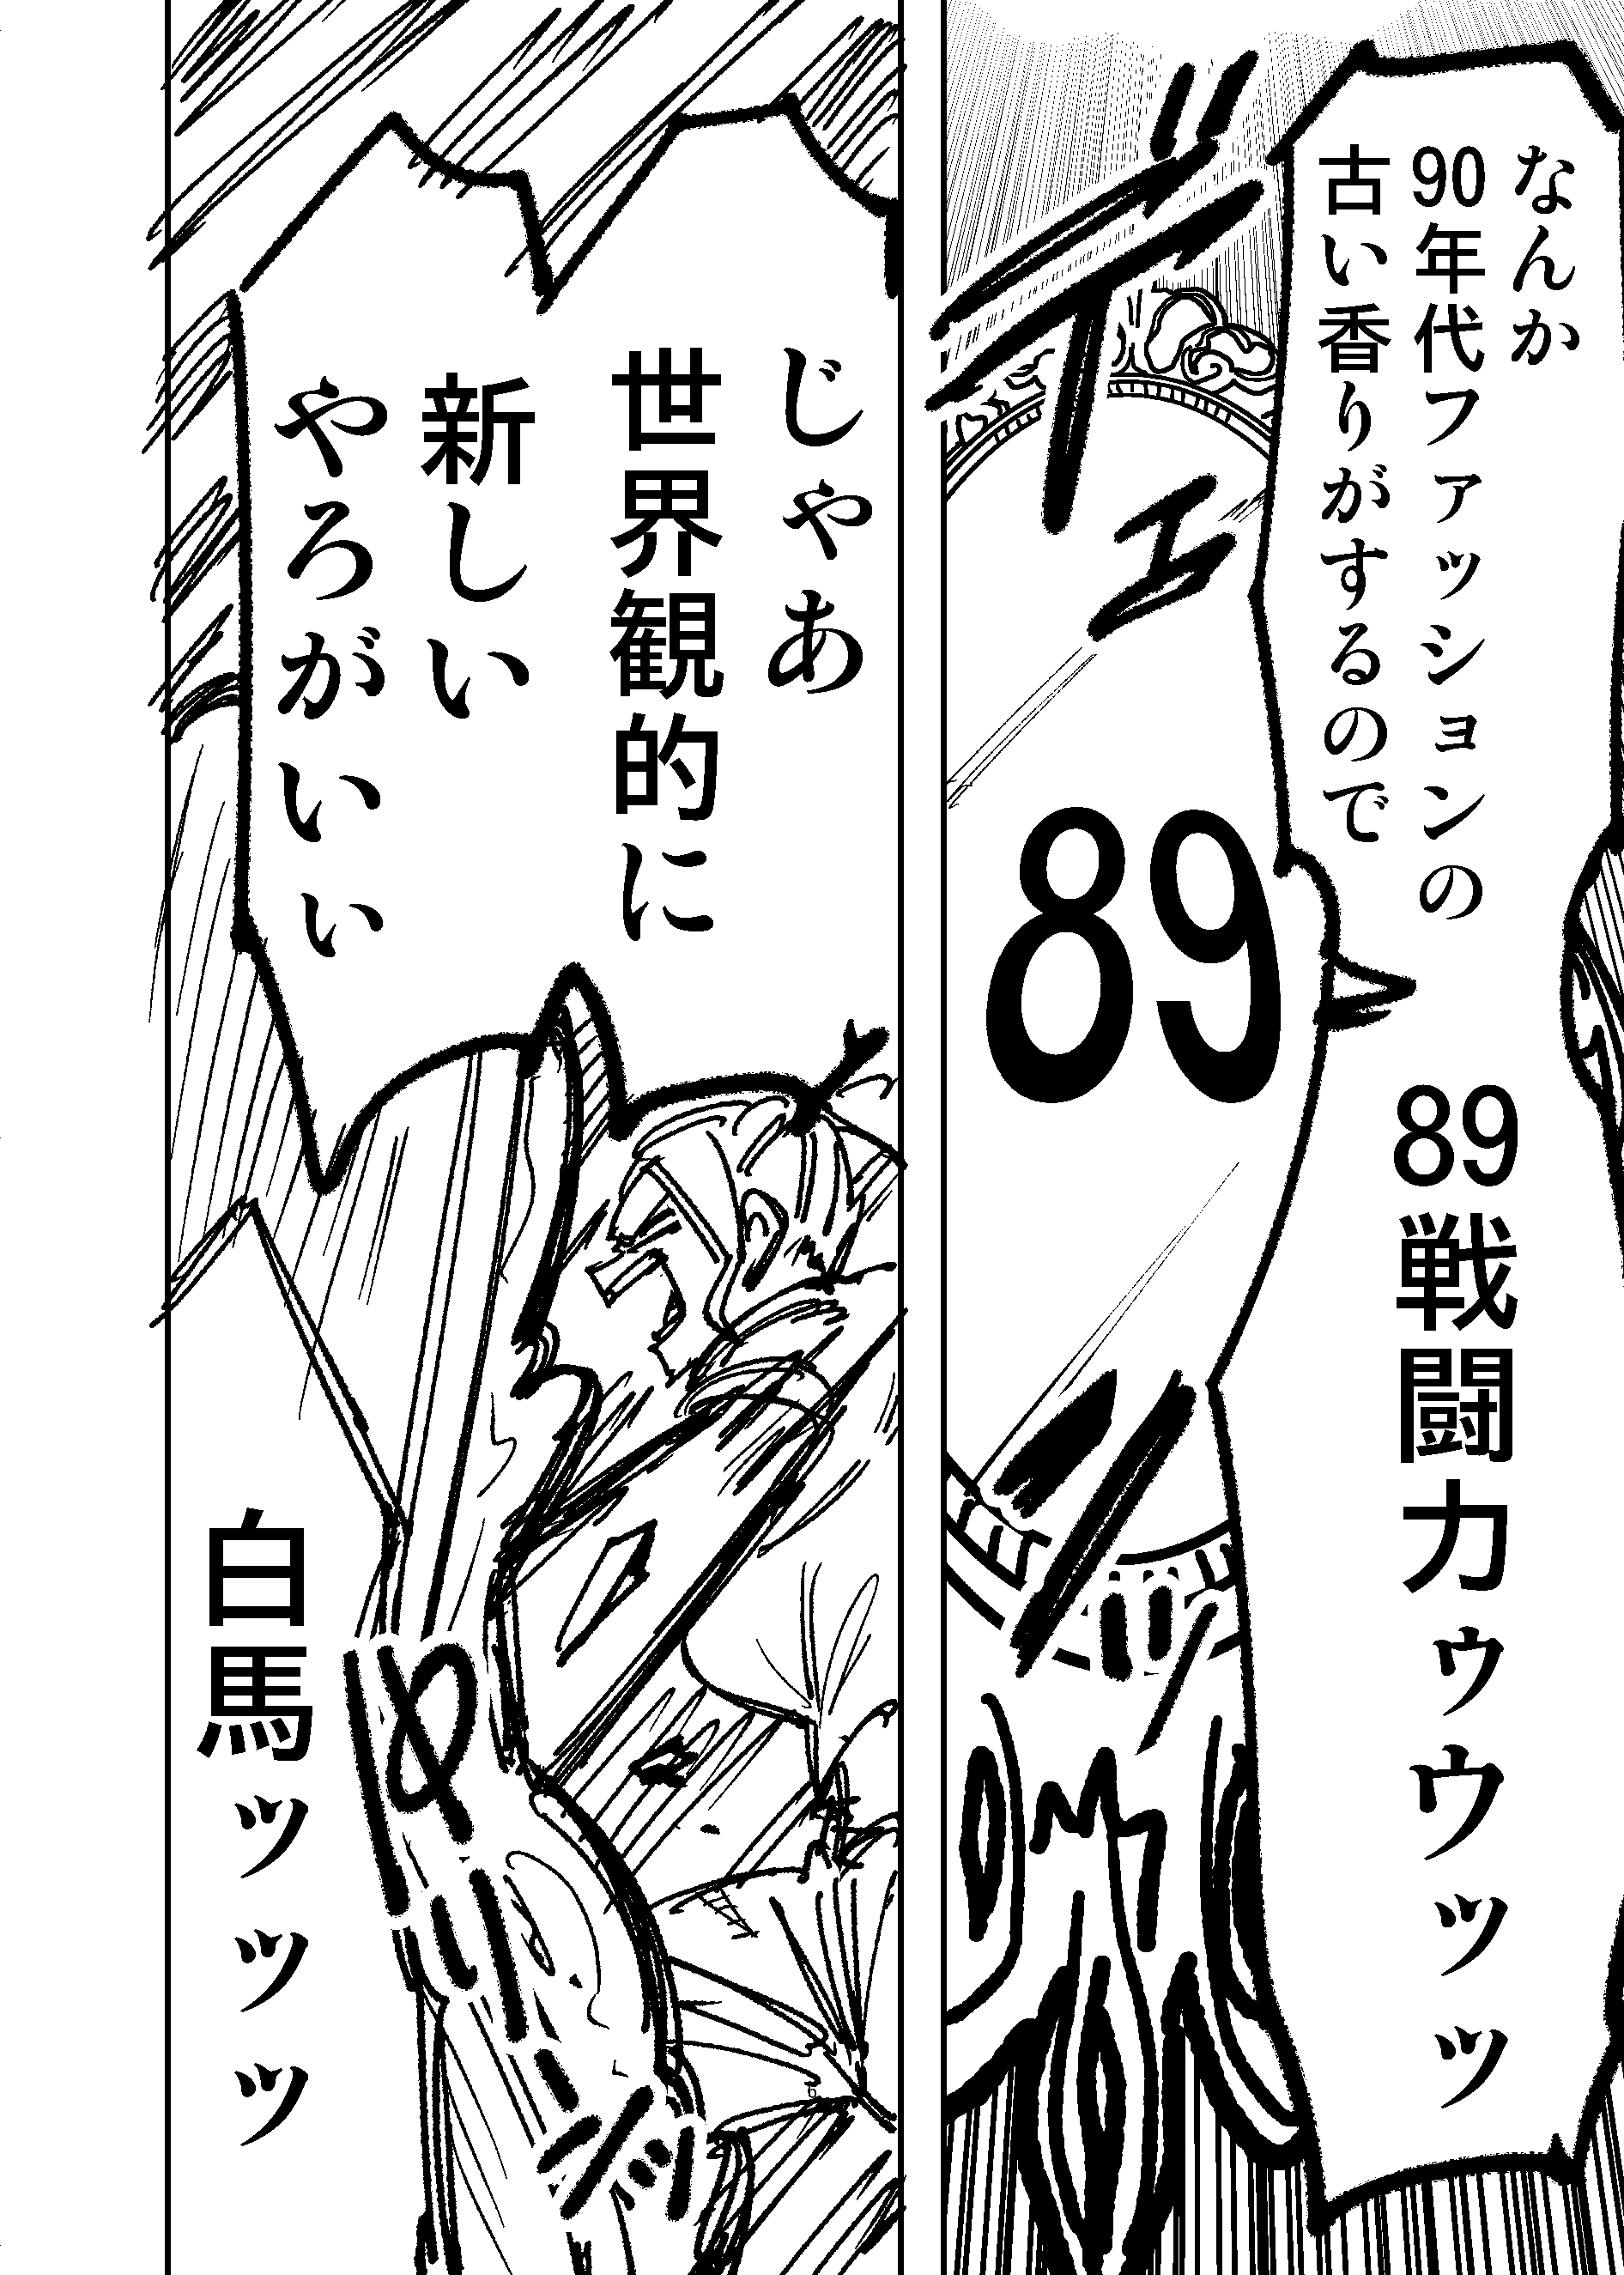 なんか
90年代ファッションの
古い香りがするので
89戦闘力ゥウッッ
89
じゃあ
世界観的に
新しい
やろがいぃ
白馬ッッッ